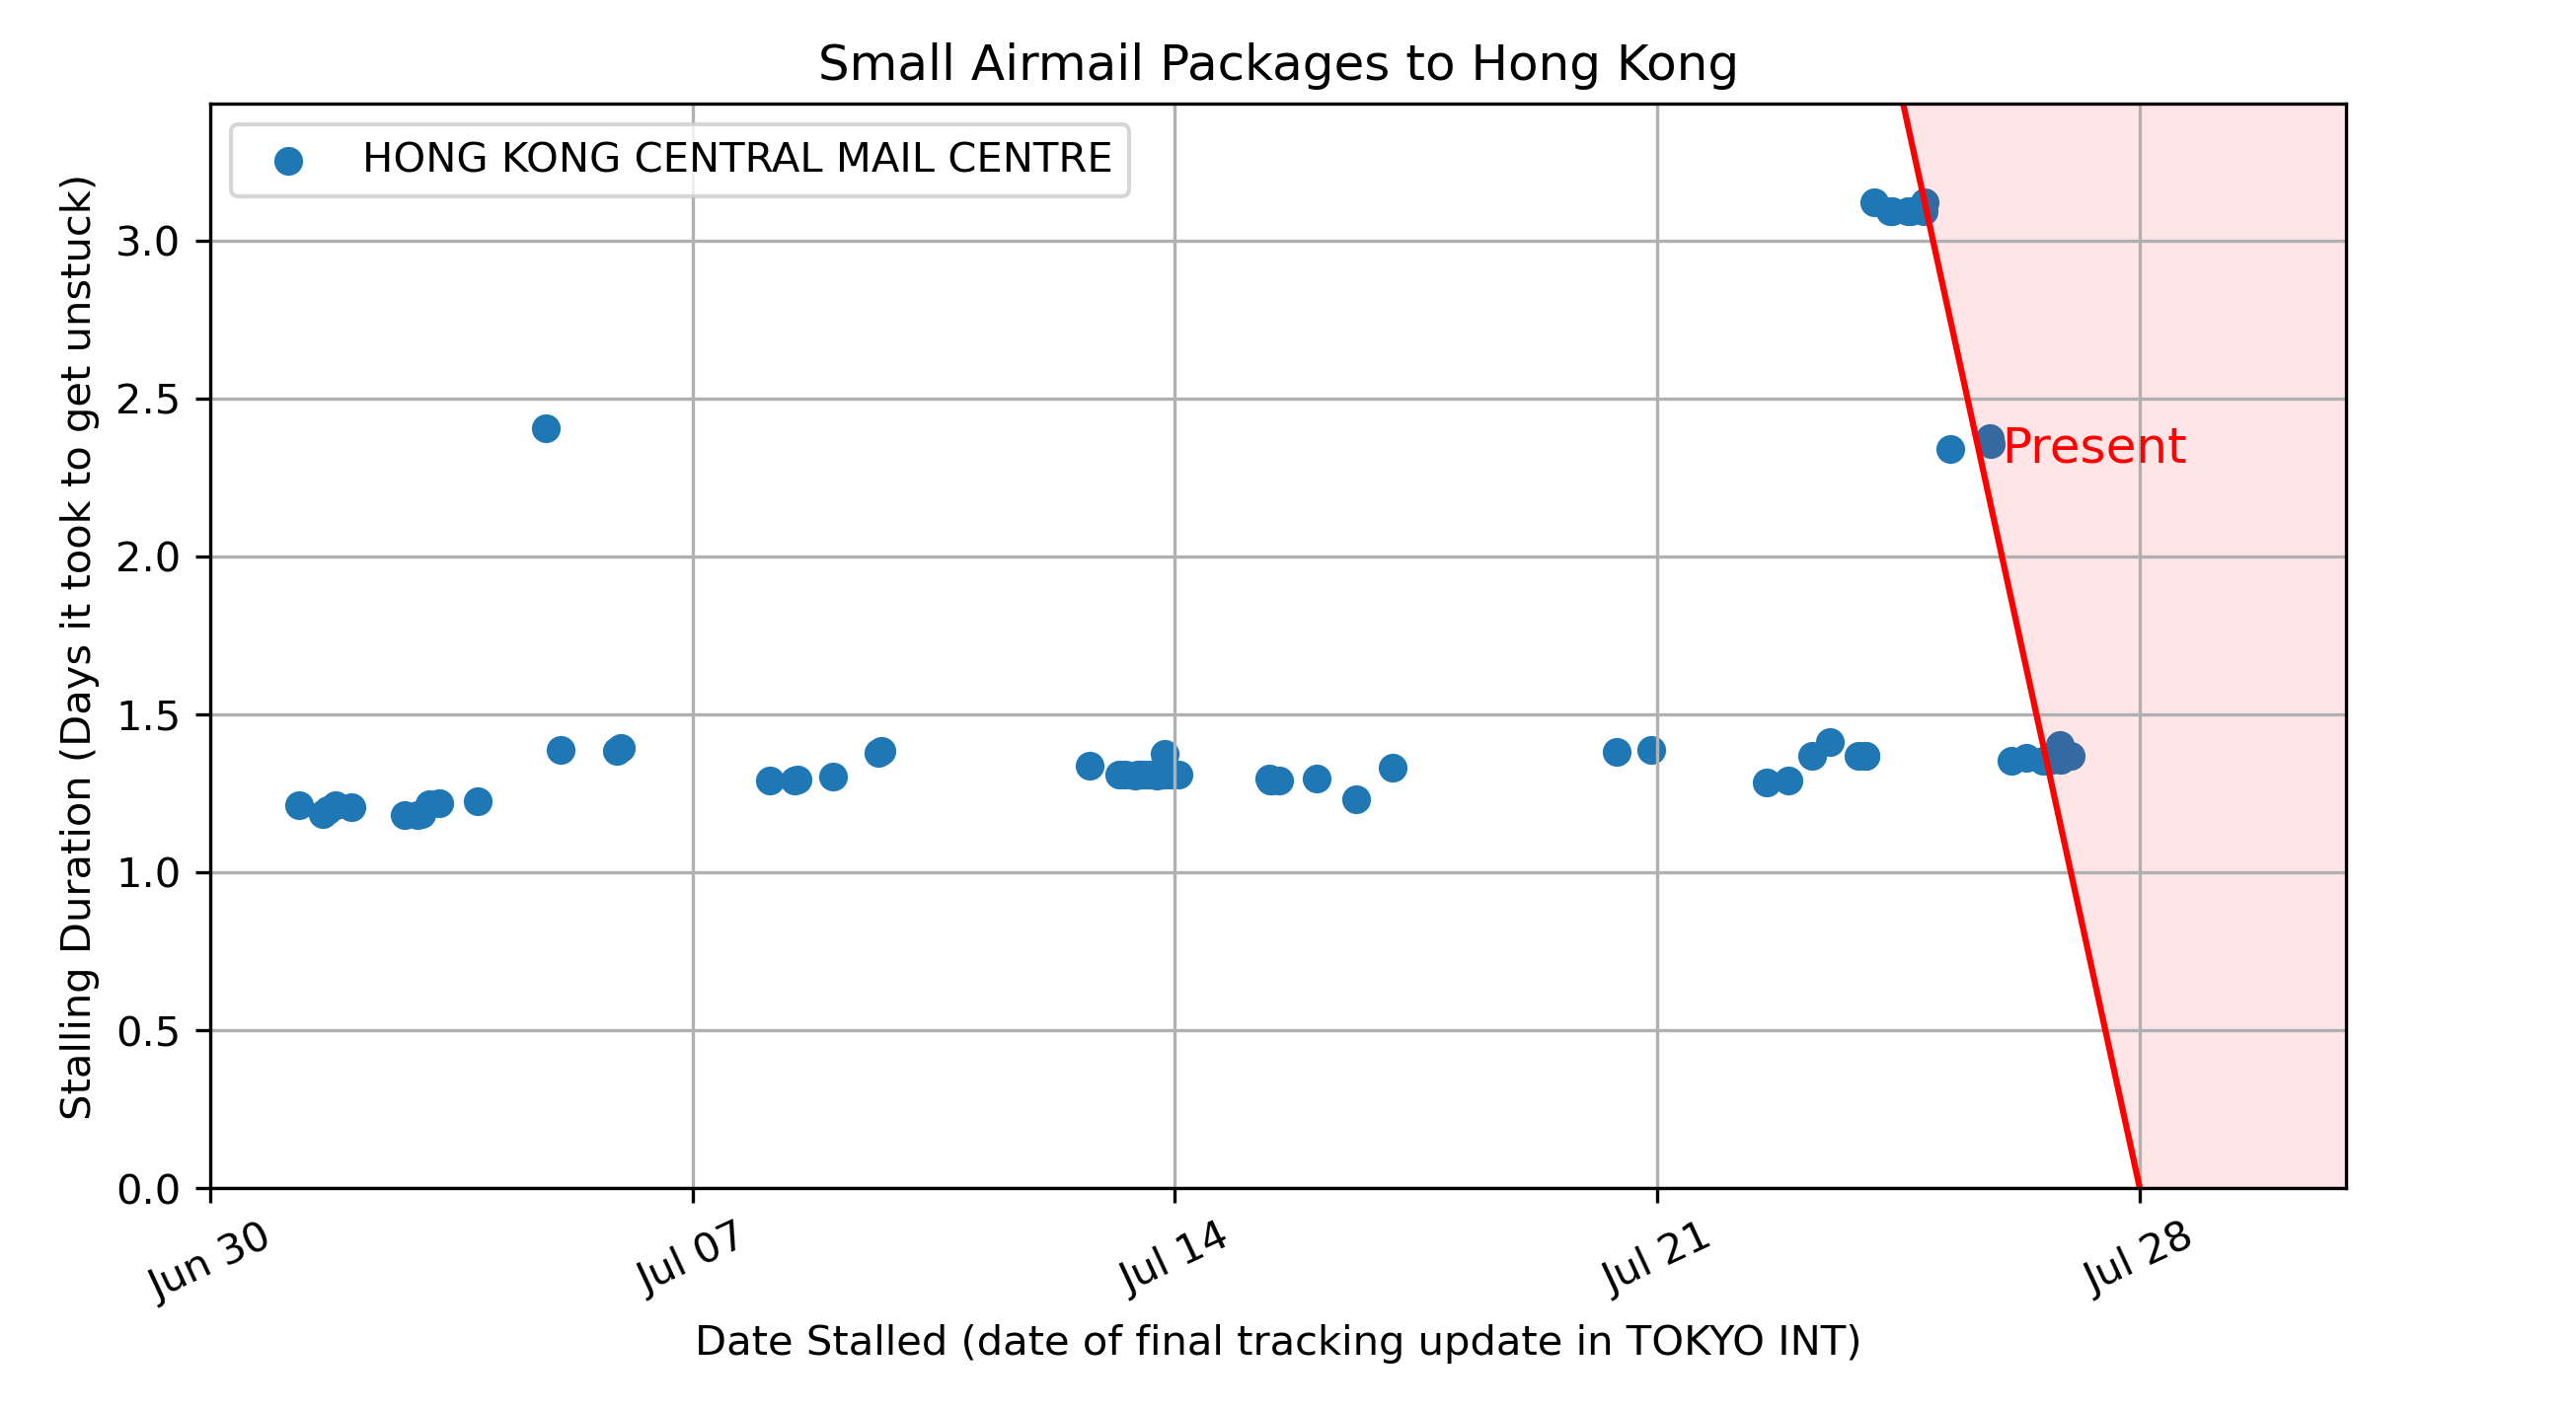 Small Airmail Packages to Hong Kong
HONG KONG CENTRAL MAIL CENTRE
Stalling Duration (Days it took to get unstuck)
3.0
2.5
2.0
1.5
1.0
0.5
0.0
Present
Jun 30
Jul 07
Jul 14
Jul 21
Jul 28
Date Stalled (date of final tracking update in TOKYO INT)